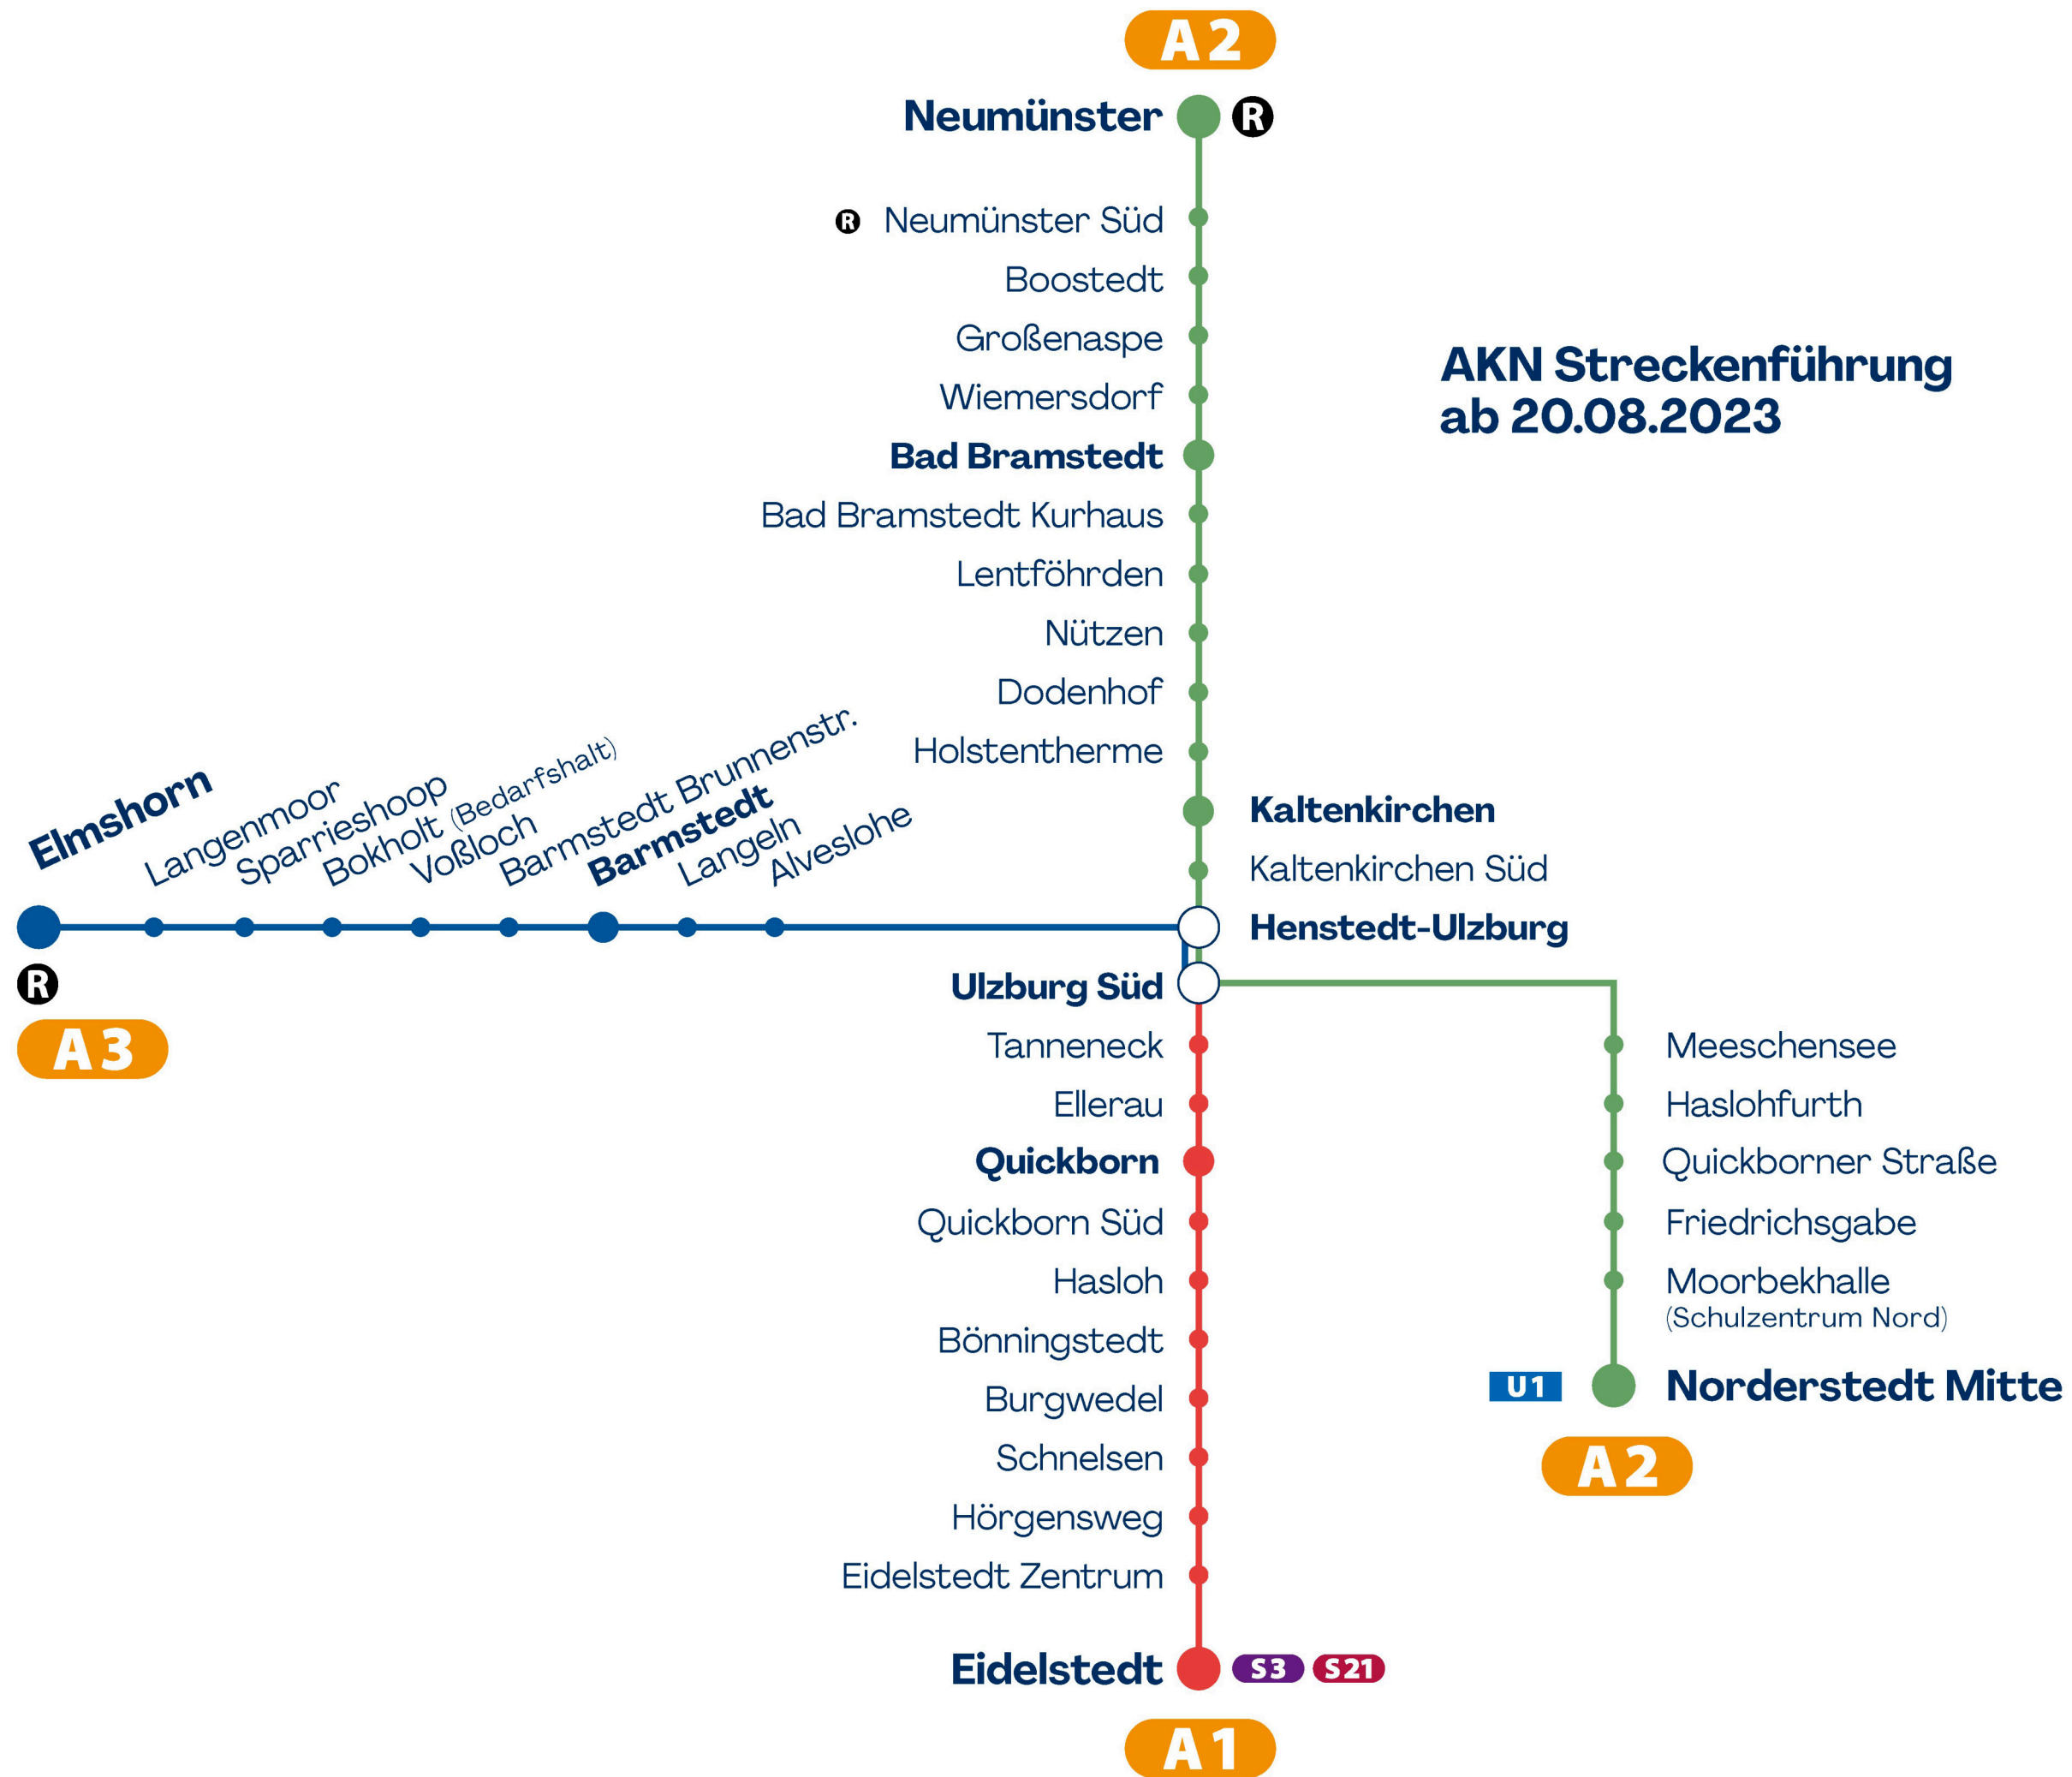 A2
Neumünster R
R Neumünster Süd
Boostedt
Großenaspe
Wiemersdorf
Bad Bramstedt
Bad Bramstedt Kurhaus
Lentföhrden
Nützen
Dodenhof
Holstentherme
AKN Streckenführung
ab 20.08.2023
Kaltenkirchen
Kaltenkirchen Süd
Henstedt-Ulzburg
Elmshorn
Langenmoor
Sparrieshoop
Bokholt (Bedarfshalt)
Voßloch
Barmstedt Brunnenstr.
Barmstedt
Langeln
Alveslohe
R
A3
Ulzburg Süd
Tanneneck
Ellerau
Quickborn
Quickborn Süd
Hasloh
Bönningstedt
Burgwedel
Schnelsen
Hörgensweg
Eidelstedt Zentrum
Eidelstedt S3 S21
A1
Meeschensee
Haslohfurth
Quickborner Straße
Friedrichsgabe
Moorbekhalle
(Schulzentrum Nord)
U1 Norderstedt Mitte
A2